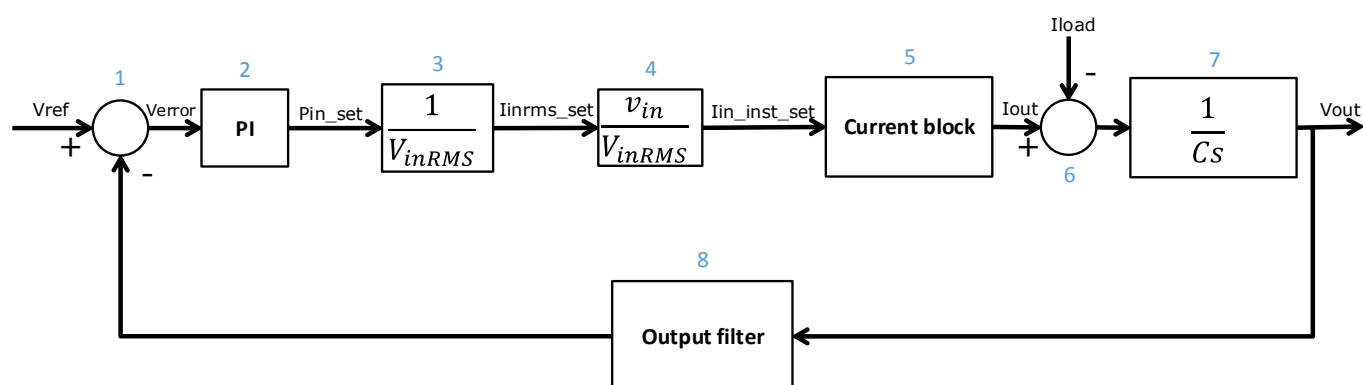 Iload
1
2
3
4
5
7
Vref
Verror
PI
Pin_set
1
VinRMS
Iinrms_set
vin
VinRMS
Iin_inst_set
Current block
Iout
-
1
Cs
Vout
+
-
+
6
8
Output filter